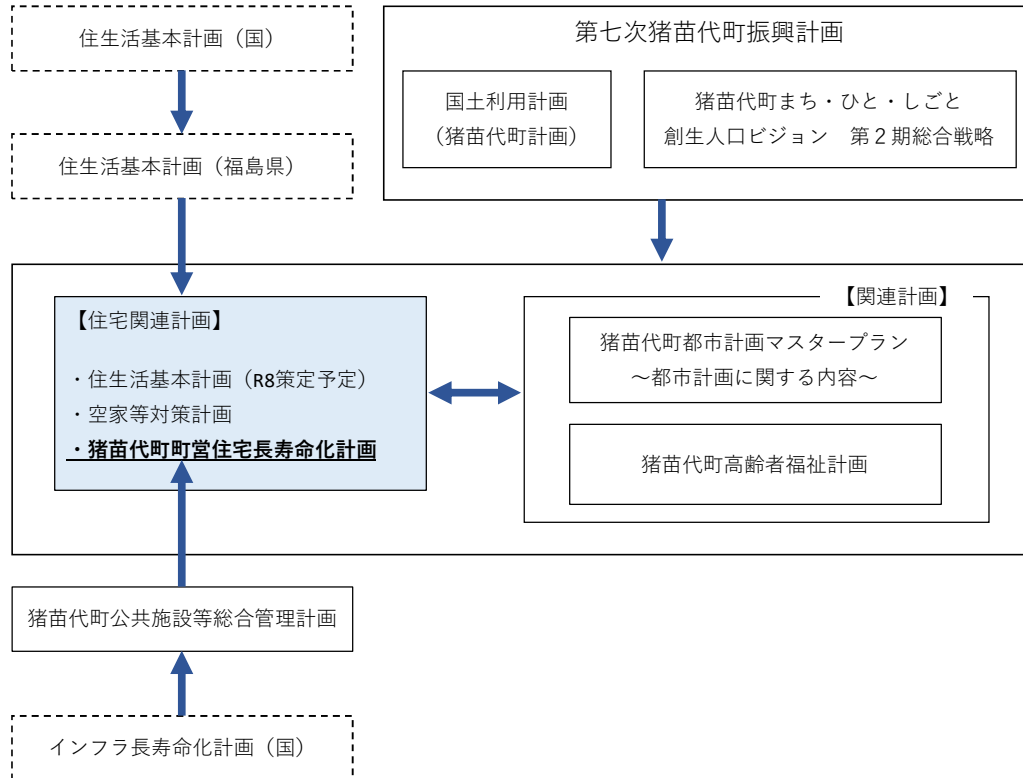 住生活基本計画（国）
住生活基本計画（福島県）
第七次猪苗代町振興計画
国土利用計画
（猪苗代町計画）
猪苗代町まち・ひと・しごと
創生人口ビジョン　第２期総合戦略
【住宅関連計画】
・住生活基本計画（R8策定予定）
・空家等対策計画
・猪苗代町町営住宅長寿命化計画
【関連計画】
猪苗代町都市計画マスタープラン
～都市計画に関する内容～
猪苗代町高齢者福祉計画
猪苗代町公共施設等総合管理計画
インフラ長寿命化計画（国）